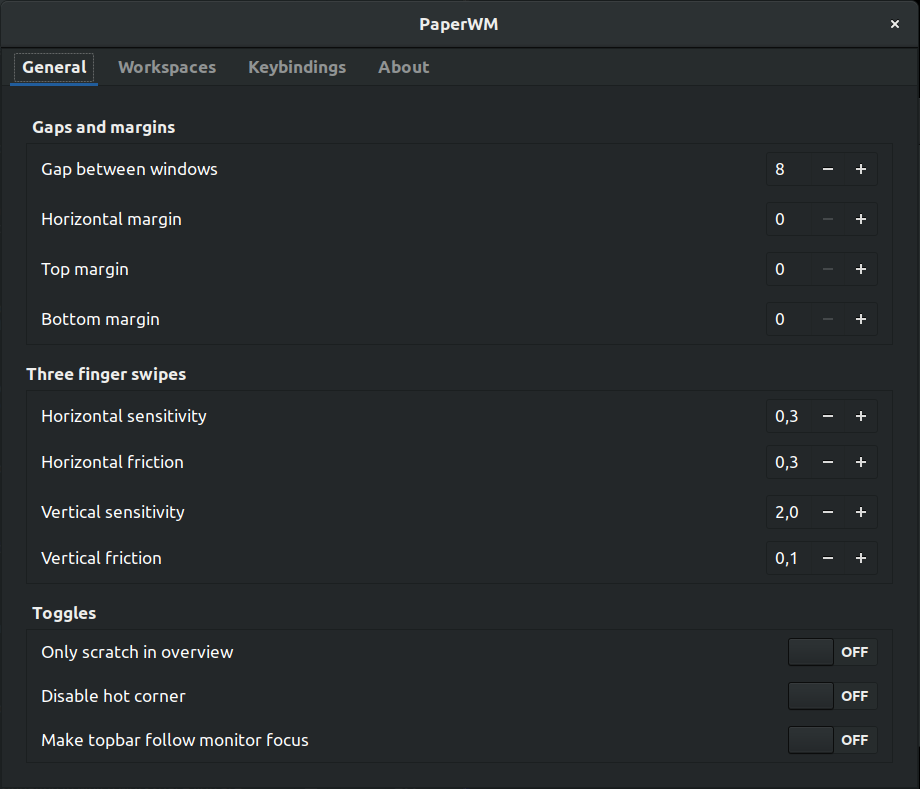 PaperWM
General Workspaces Keybindings About
Gaps and margins
Gap between windows 8
Horizontal margin 0
Top margin 0
Bottom margin 0
Three finger swipes
Horizontal sensitivity 0,3
Horizontal friction 0,3
Vertical sensitivity 2,0
Vertical friction 0,1
Toggles
Only scratch in overview OFF
Disable hot corner OFF
Make topbar follow monitor focus OFF